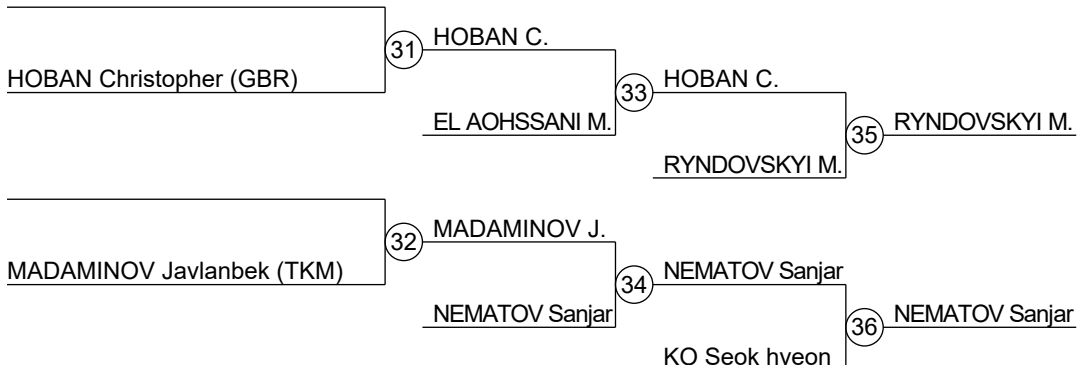 31
HOBAN C.
HOBAN Christopher (GBR)
33
HOBAN C.
EL AOHSSANI M.
35
RYNDOVSKYI M.
RYNDOVSKYI M.
32
MADAMINOV J.
MADAMINOV Javlanbek (TKM)
34
NEMATOV Sanjar
NEMATOV Sanjar
36
NEMATOV Sanjar
KO Seok hyeon